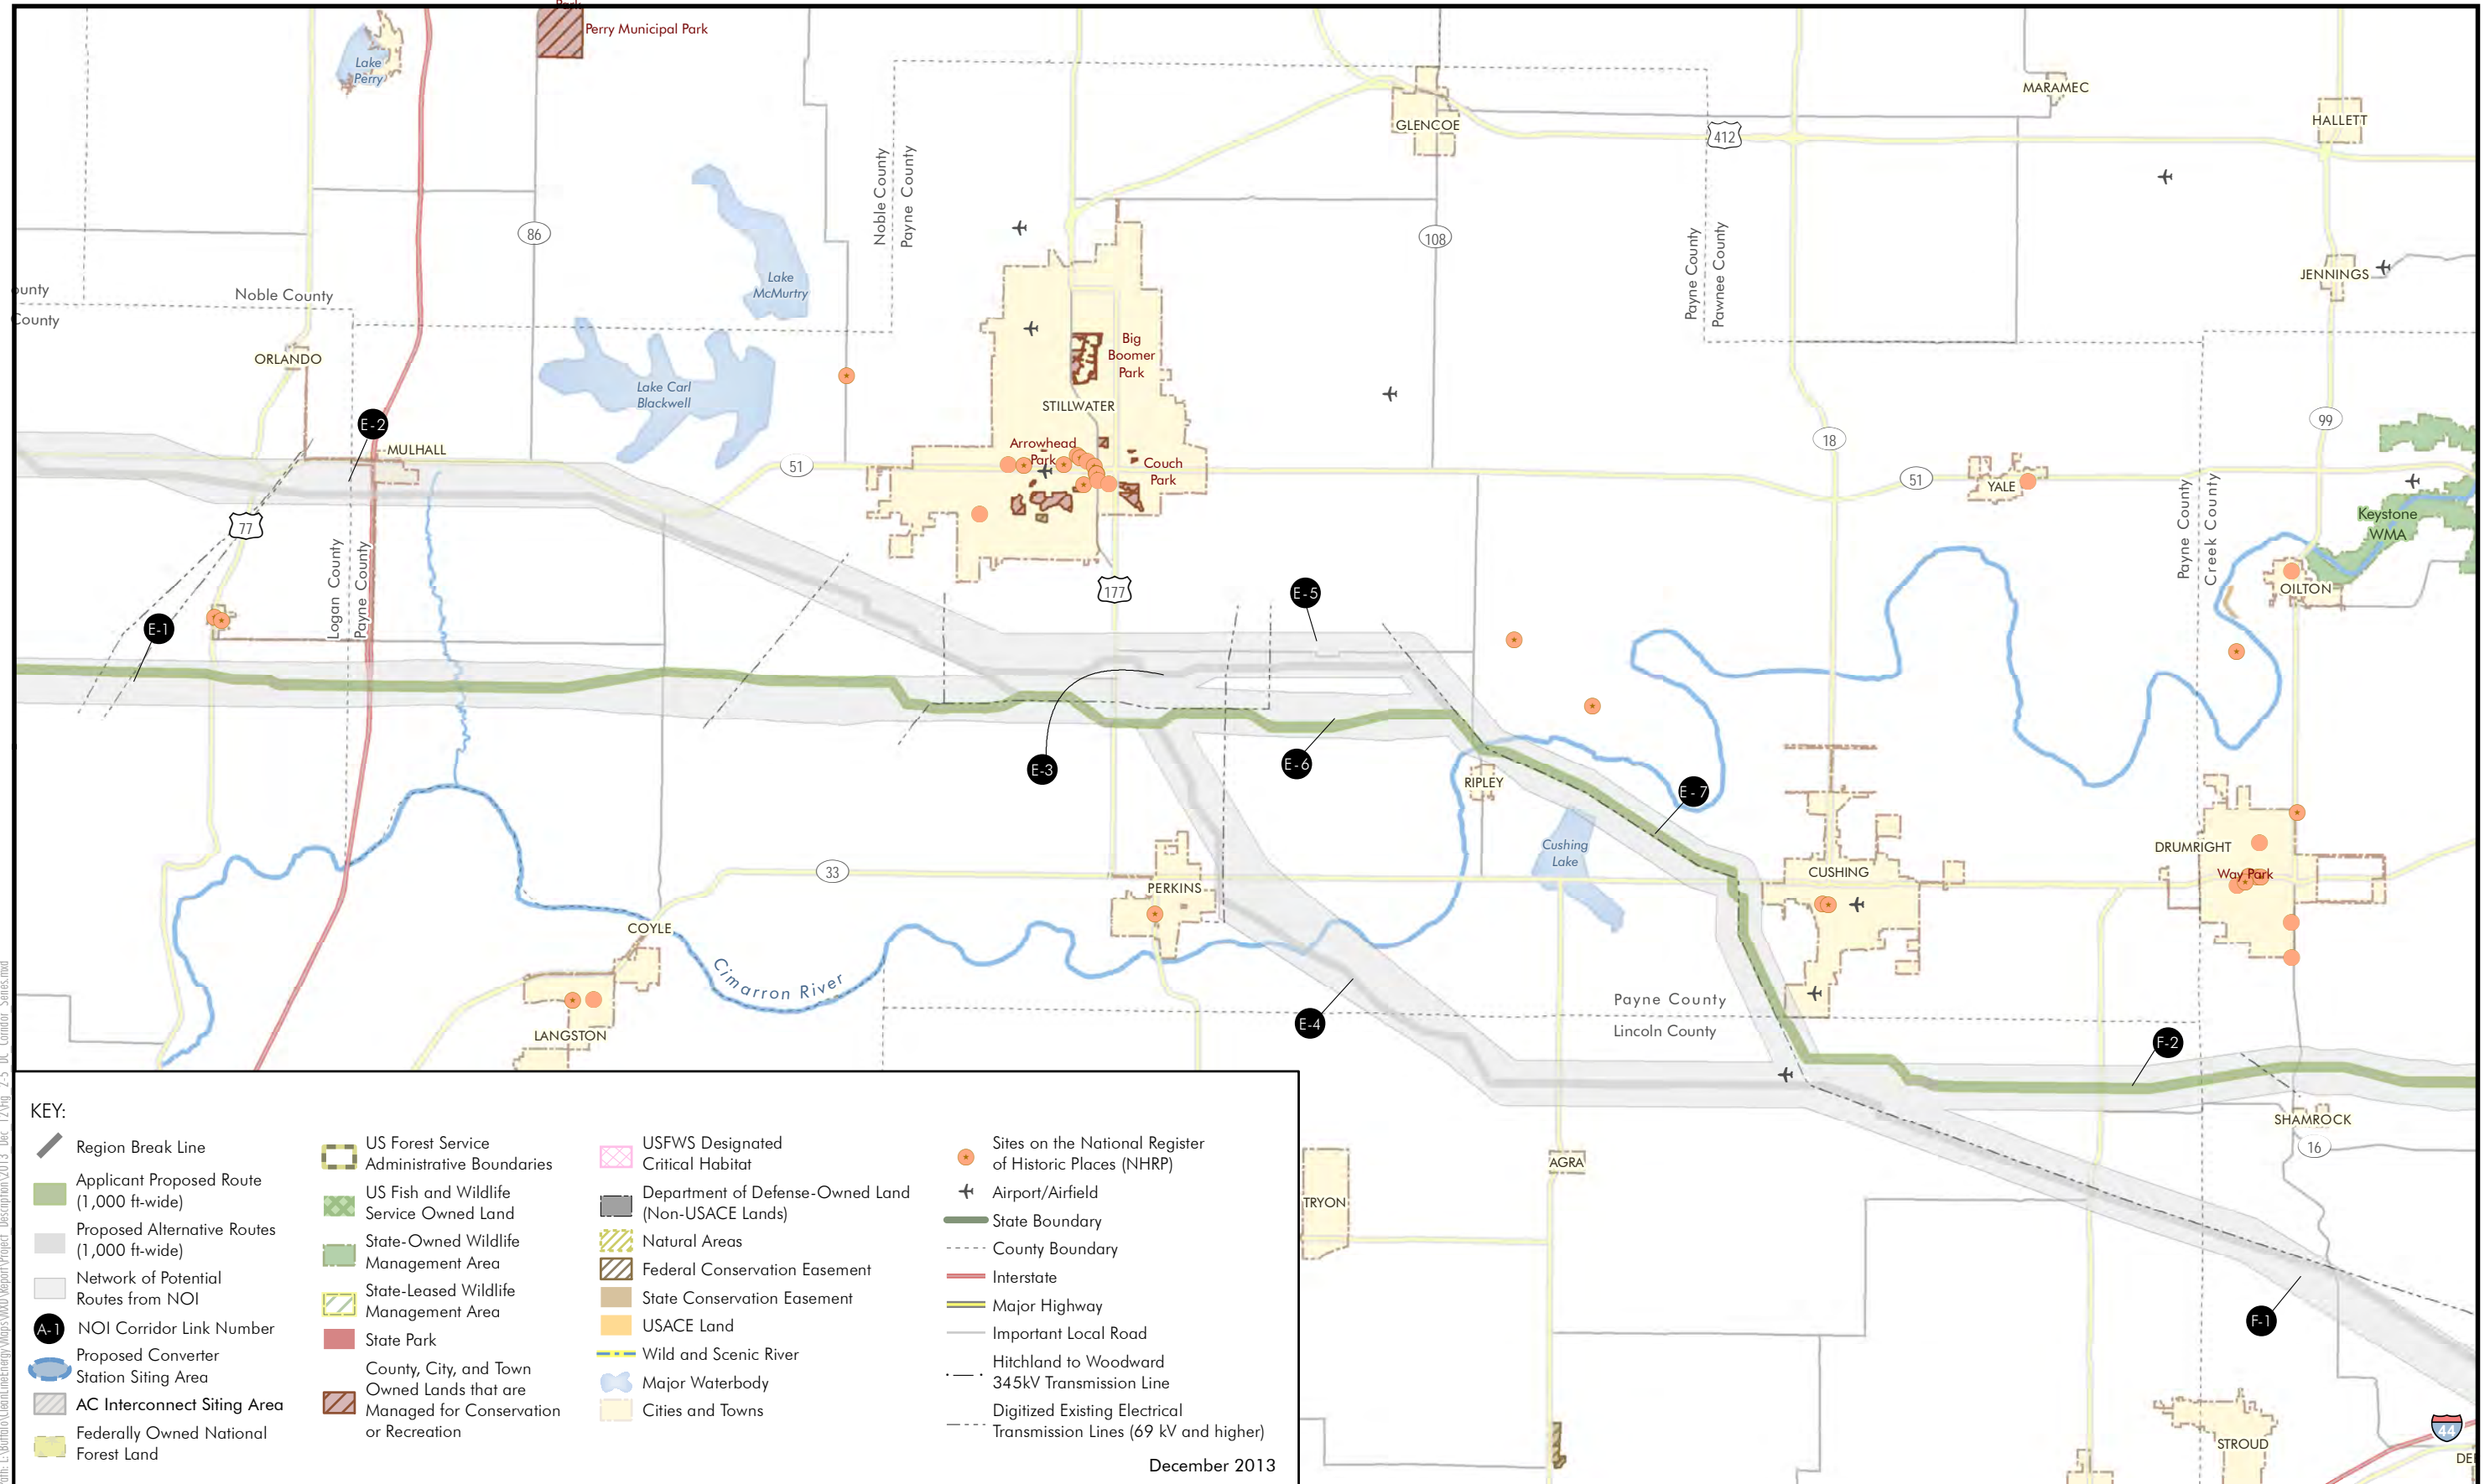 Park
Perry Municipal Park
Lake
Perry
MARAMEC
GLENCOE
HALLETT
412
Noble County
Payne County
86
108
Payne County
Pawnee County
Lake
McMurtry
JENNINGS
ounty
Noble County
County
ORLANDO
Big
Boomer
Park
Lake Carl
Blackwell
STILLWATER
E-2
MULHALL
99
18
Arrowhead
Park
Couch
Park
51
51
YALE
Payne County
Creek County
Keystone
WMA
77
Logan County
Payne County
177
E-5
OILTON
E-1
E-3
E-6
RIPLEY
E-7
Cushing
Lake
DRUMRIGHT
33
PERKINS
CUSHING
Way Park
COYLE
Cimarron River
Payne County
Lincoln County
E-4
LANGSTON
F-2
SHAMROCK
16
AGRA
TRYON
F-1
44
STROUD
DE
KEY:
Region Break Line
Applicant Proposed Route
(1,000 ft-wide)
Proposed Alternative Routes
(1,000 ft-wide)
Network of Potential
Routes from NOI
A-1 NOI Corridor Link Number
Proposed Converter
Station Siting Area
AC Interconnect Siting Area
Federally Owned National
Forest Land
US Forest Service
Administrative Boundaries
US Fish and Wildlife
Service Owned Land
State-Owned Wildlife
Management Area
State-Leased Wildlife
Management Area
State Park
County, City, and Town
Owned Lands that are
Managed for Conservation
or Recreation
USFWS Designated
Critical Habitat
Department of Defense-Owned Land
(Non-USACE Lands)
Natural Areas
Federal Conservation Easement
State Conservation Easement
USACE Land
Wild and Scenic River
Major Waterbody
Cities and Towns
Sites on the National Register
of Historic Places (NHRP)
Airport/Airfield
State Boundary
County Boundary
Interstate
Major Highway
Important Local Road
Hitchland to Woodward
345kV Transmission Line
Digitized Existing Electrical
Transmission Lines (69 kV and higher)
December 2013